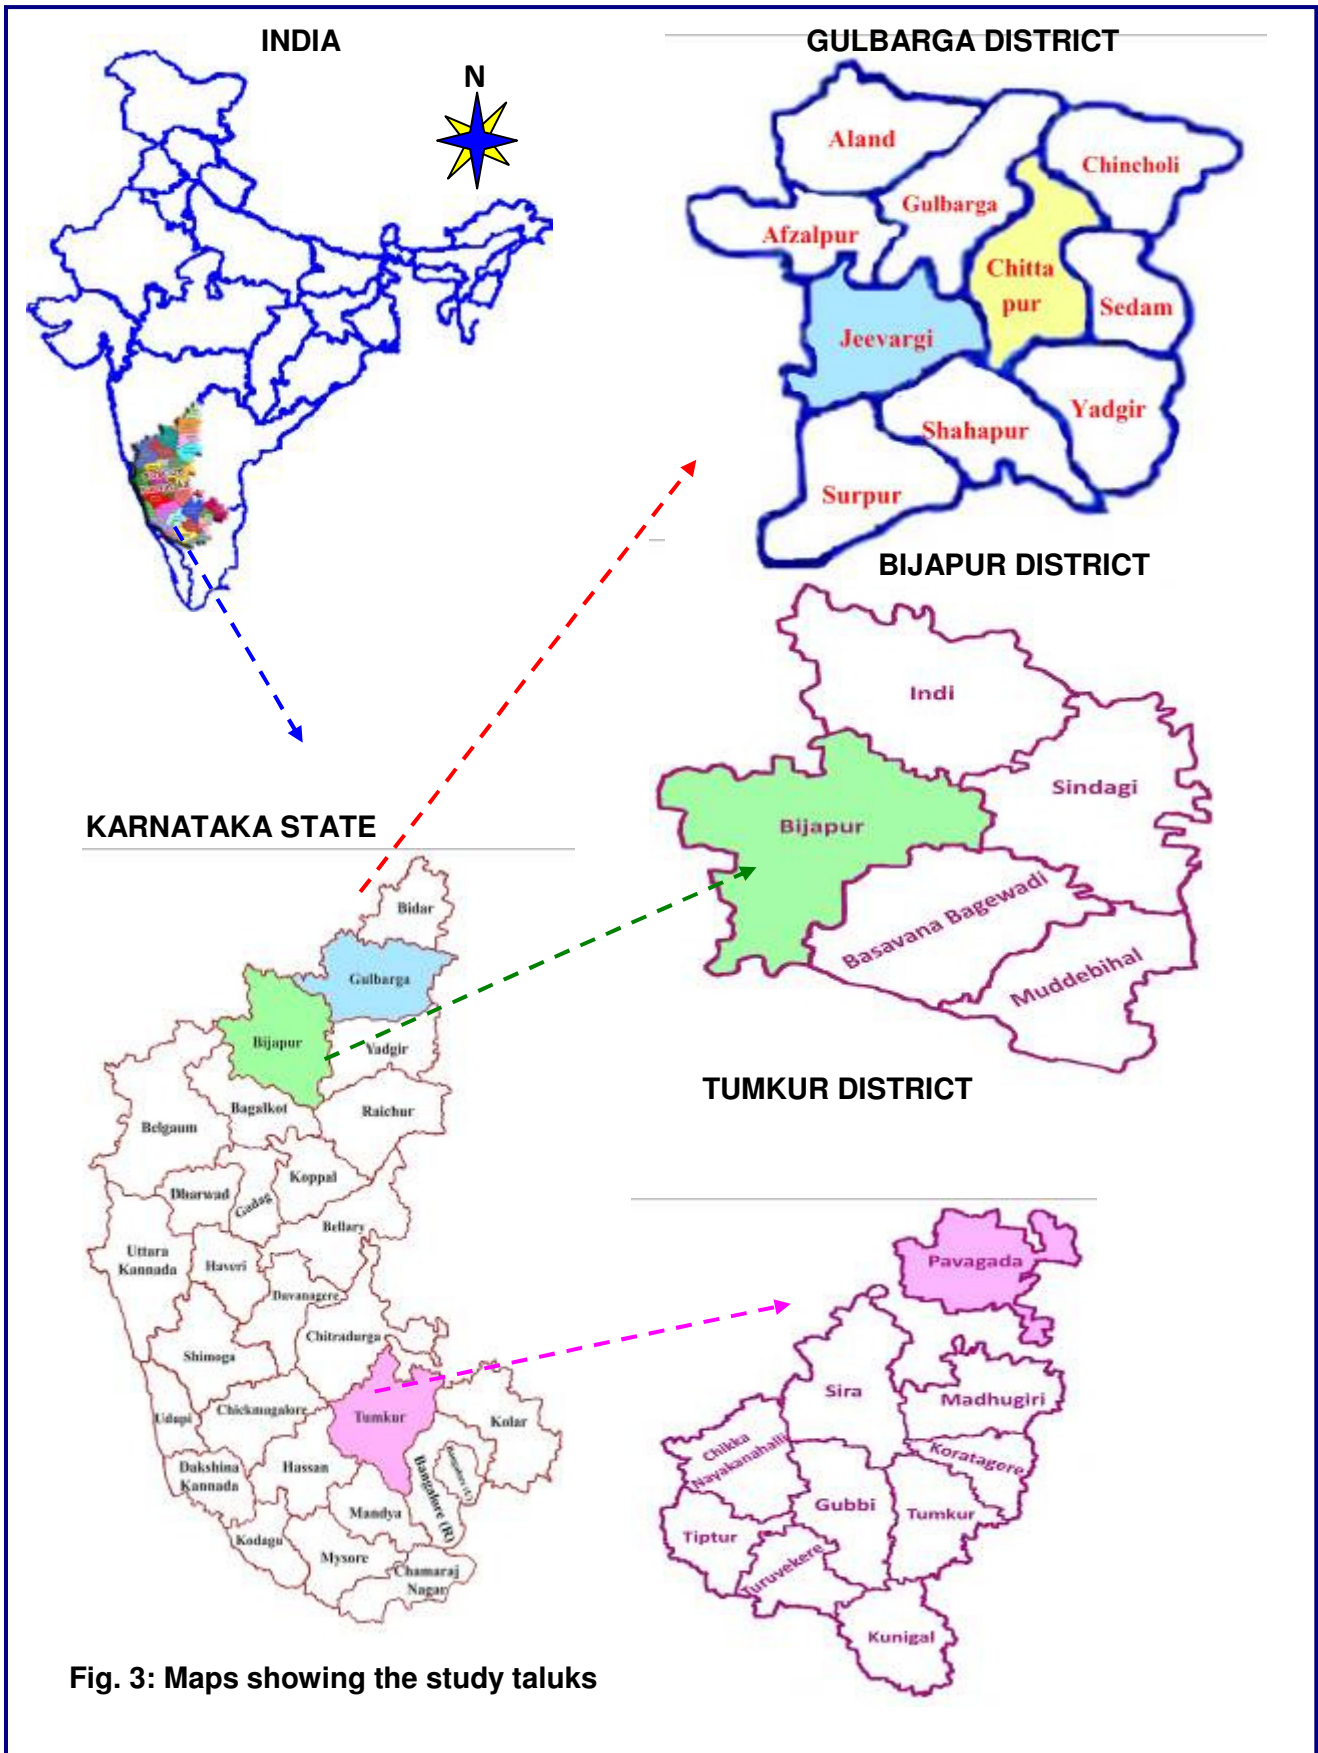 INDIA
N
GULBARGA DISTRICT
Aland
Chincholi
Gulbarga
Afzalpur
Chitta
pur
Sedam
Jeevargi
Yadgir
Shahapur
Surpur
BIJAPUR DISTRICT
Indi
Sindagi
Bijapur
Basavana Bagewadi
Muddebihal
KARNATAKA STATE
Bidar
Gulbarga
Bijapur
Yadgir
Bagalkot
Raichur
Belgaum
Koppal
Dharwad
Gadag
Bellary
Uttara
Kannada
Haveri
Davanagere
Chitradurga
Shimoga
Udapi
Chickmagalore
Tumkur
Kolar
Dakshina
Kannada
Hassan
Bangalore (R)
Mandya
Kodagu
Mysore
Chamaraj
Nagar
TUMKUR DISTRICT
Pavagada
Sira
Madhugiri
Chikka
Nayakanahalli
Koratagere
Gubbi
Tumkur
Tiptur
Turuvekere
Kunigal
Fig. 3: Maps showing the study taluks